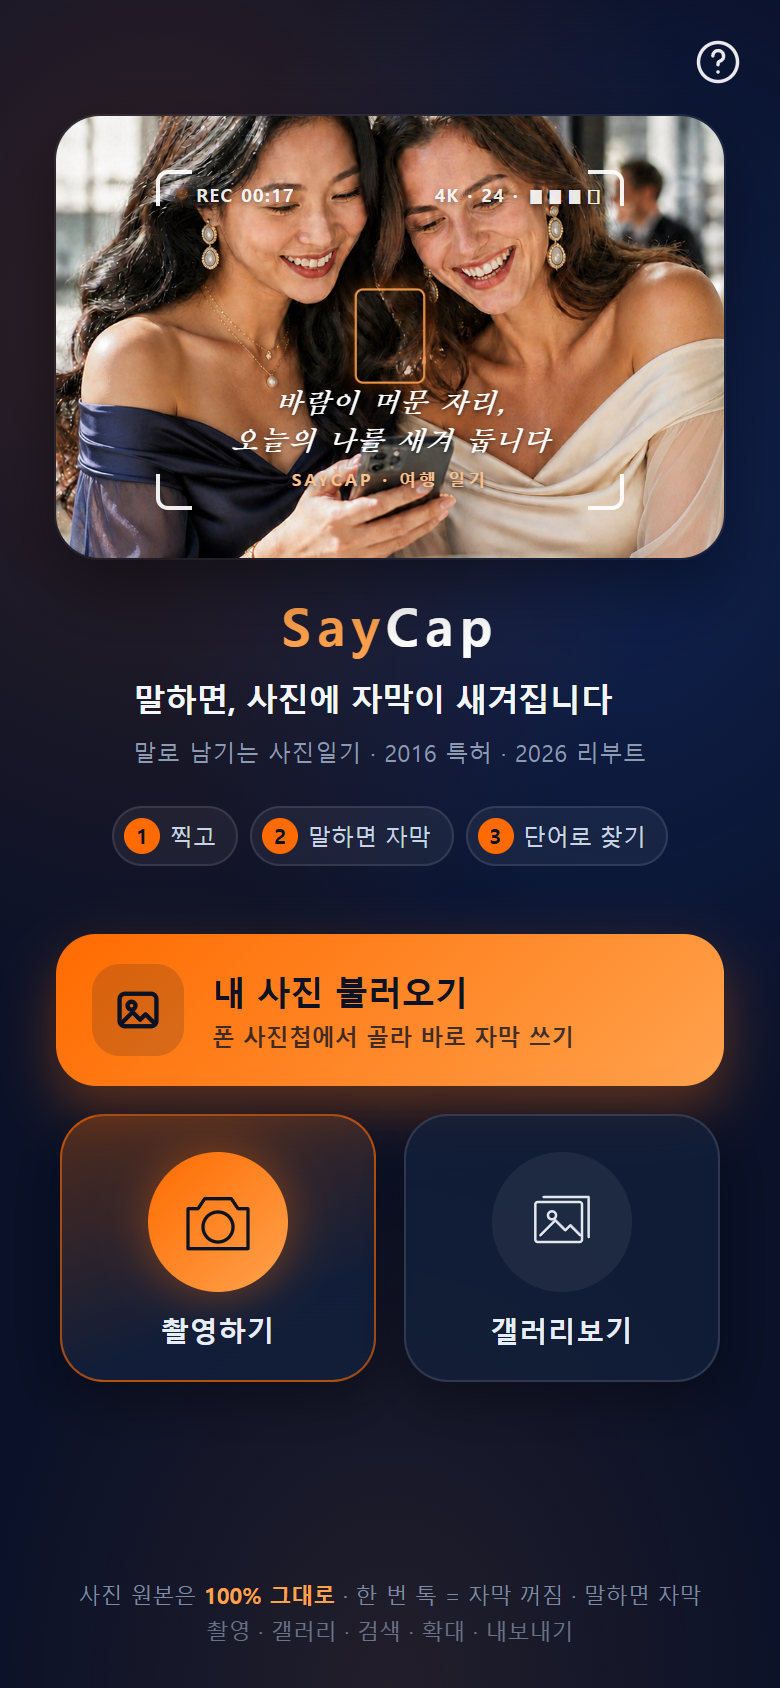 REC 00:17
4K · 24 ·
바람이 머문 자리,
오늘의 나를 새겨 둡니다
SAYCAP · 여행 일기
SayCap
말하면, 사진에 자막이 새겨집니다
말로 남기는 사진일기 · 2016 특허 · 2026 리부트
1 찍고
2 말하면 자막
3 단어로 찾기
내 사진 불러오기
폰 사진첩에서 골라 바로 자막 쓰기
촬영하기
갤러리보기
사진 원본은 100% 그대로 · 한 번 톡 = 자막 꺼짐 · 말하면 자막
촬영 · 갤러리 · 검색 · 확대 · 내보내기